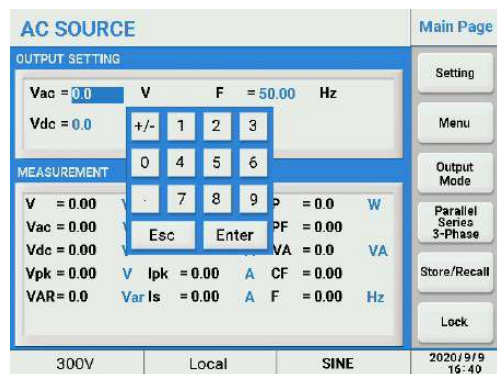 AC SOURCE
Main Page
OUTPUT SETTING
Vac = 0.0 V F = 50.00 Hz
Vdc = 0.0
+/- 1 2 3
0 4 5 6
. 7 8 9
Esc Enter
MEASUREMENT
V = 0.00 = 0.0 W
Vac = 0.00 PF = 0.00
Vdc = 0.00 VA = 0.0 VA
Vpk = 0.00 V Ipk = 0.00 A CF = 0.00
VAR = 0.0 Var Is = 0.00 A F = 0.00 Hz
Setting
Menu
Output
Mode
Parallel
Series
3-Phase
Store/Recall
Lock
300V Local SINE
2020/9/9
16:40